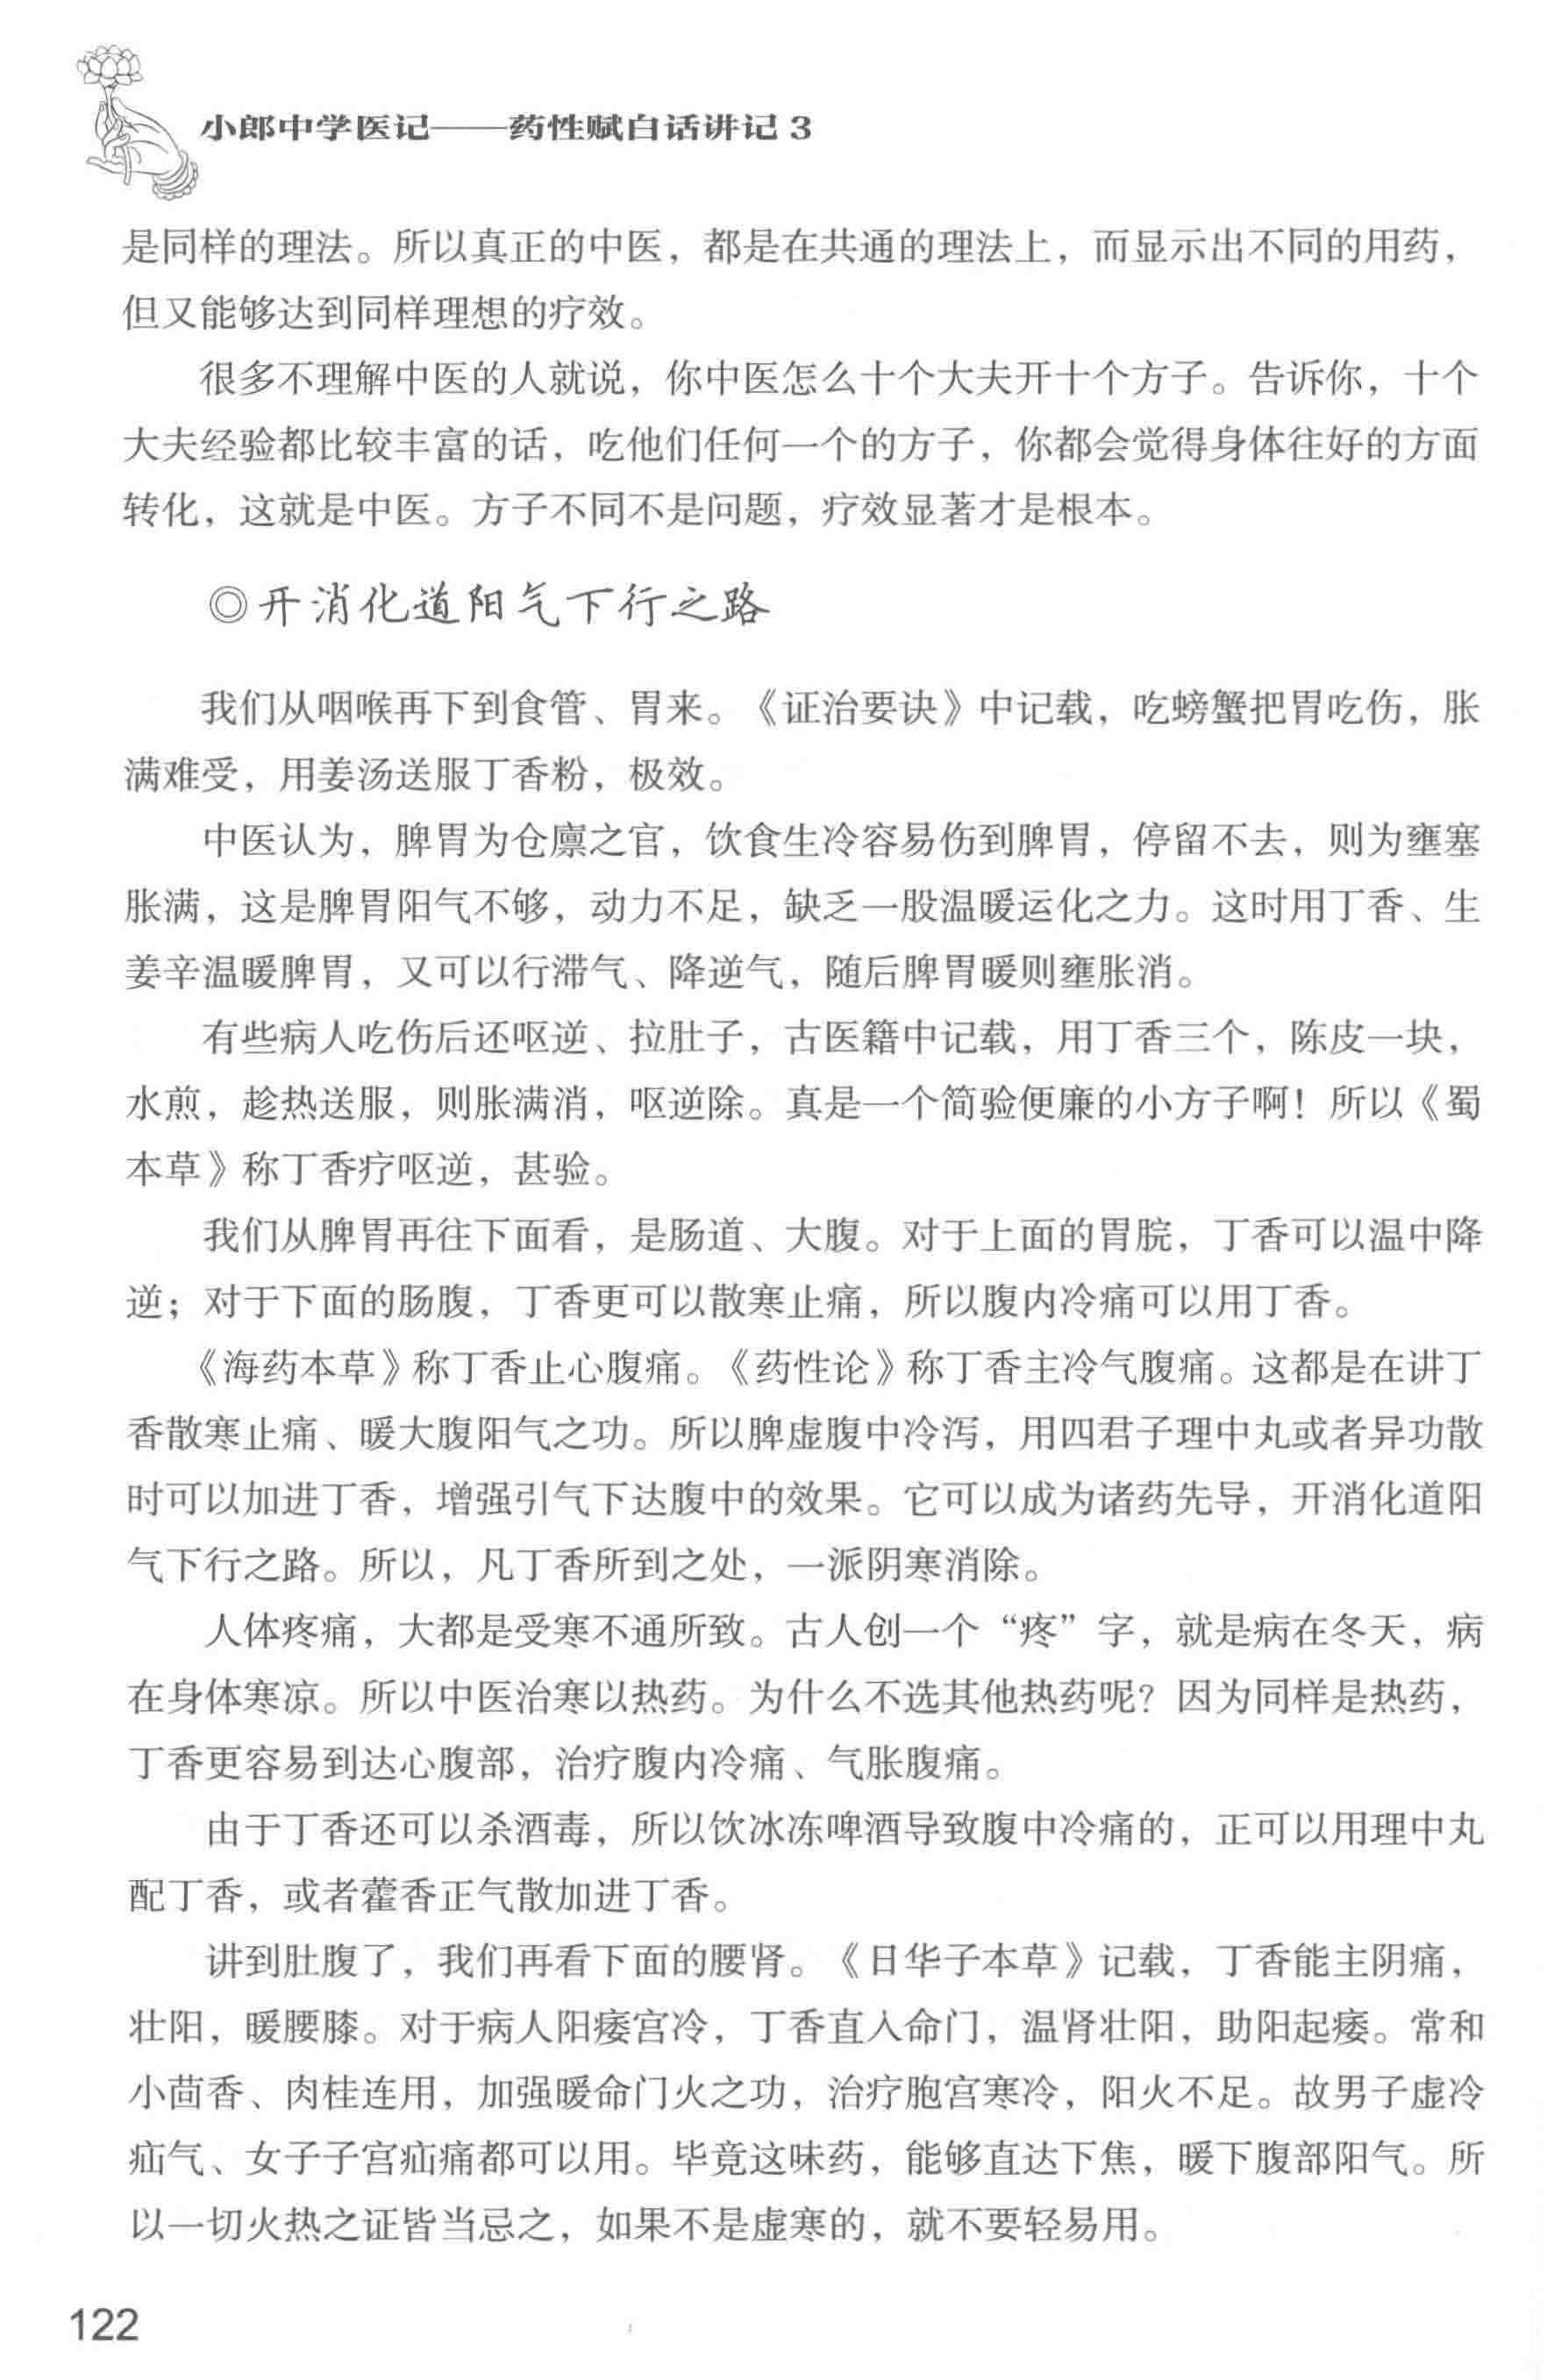 小郎中学医记——药性赋白话讲记3
是同样的理法。所以真正的中医，都是在共通的理法上，而显示出不同的用药，
但又能够达到同样理想的疗效。
很多不理解中医的人就说，你中医怎么十个大夫开十个方子。告诉你，十个
大夫经验都比较丰富的话，吃他们任何一个的方子，你都会觉得身体往好的方面
转化，这就是中医。方子不同不是问题，疗效显著才是根本。
◎开消化道阳气下行之路
我们从咽喉再下到食管、胃来。《证治要诀》中记载，吃螃蟹把胃吃伤，胀
满难受，用姜汤送服丁香粉，极效。
中医认为，脾胃为仓廪之官，饮食生冷容易伤到脾胃，停留不去，则为壅塞
胀满，这是脾胃阳气不够，动力不足，缺乏一股温暖运化之力。这时用丁香、生
姜辛温暖脾胃，又可以行滞气、降逆气，随后脾胃暖则壅胀消。
有些病人吃伤后还呕逆、拉肚子，古医籍中记载，用丁香三个，陈皮一块，
水煎，趁热送服，则胀满消，呕逆除。真是一个简验便廉的小方子啊！所以《蜀
本草》称丁香疗呕逆，甚验。
我们从脾胃再往下面看，是肠道、大腹。对于上面的胃脘，丁香可以温中降
逆；对于下面的肠腹，丁香更可以散寒止痛，所以腹内冷痛可以用丁香。
《海药本草》称丁香止心腹痛。《药性论》称丁香主冷气腹痛。这都是在讲丁
香散寒止痛、暖大腹阳气之功。所以脾虚腹中冷泻，用四君子理中丸或者异功散
时可以加进丁香，增强引气下达腹中的效果。它可以成为诸药先导，开消化道阳
气下行之路。所以，凡丁香所到之处，一派阴寒消除。
人体疼痛，大都是受寒不通所致。古人创一个“疼”字，就是病在冬天，病
在身体寒凉。所以中医治寒以热药。为什么不选其他热药呢？因为同样是热药，
丁香更容易到达心腹部，治疗腹内冷痛、气胀腹痛。
由于丁香还可以杀酒毒，所以饮冰冻啤酒导致腹中冷痛的，正可以用理中丸
配丁香，或者藿香正气散加进丁香。
讲到肚腹了，我们再看下面的腰肾。《日华子本草》记载，丁香能主阴痛，
壮阳，暖腰膝。对于病人阳痿宫冷，丁香直入命门，温肾壮阳，助阳起痿。常和
小茴香、肉桂连用，加强暖命门火之功，治疗胞宫寒冷，阳火不足。故男子虚冷
疝气、女子子宫疝痛都可以用。毕竟这味药，能够直达下焦，暖下腹部阳气。所
以一切火热之证皆当忌之，如果不是虚寒的，就不要轻易用。
122